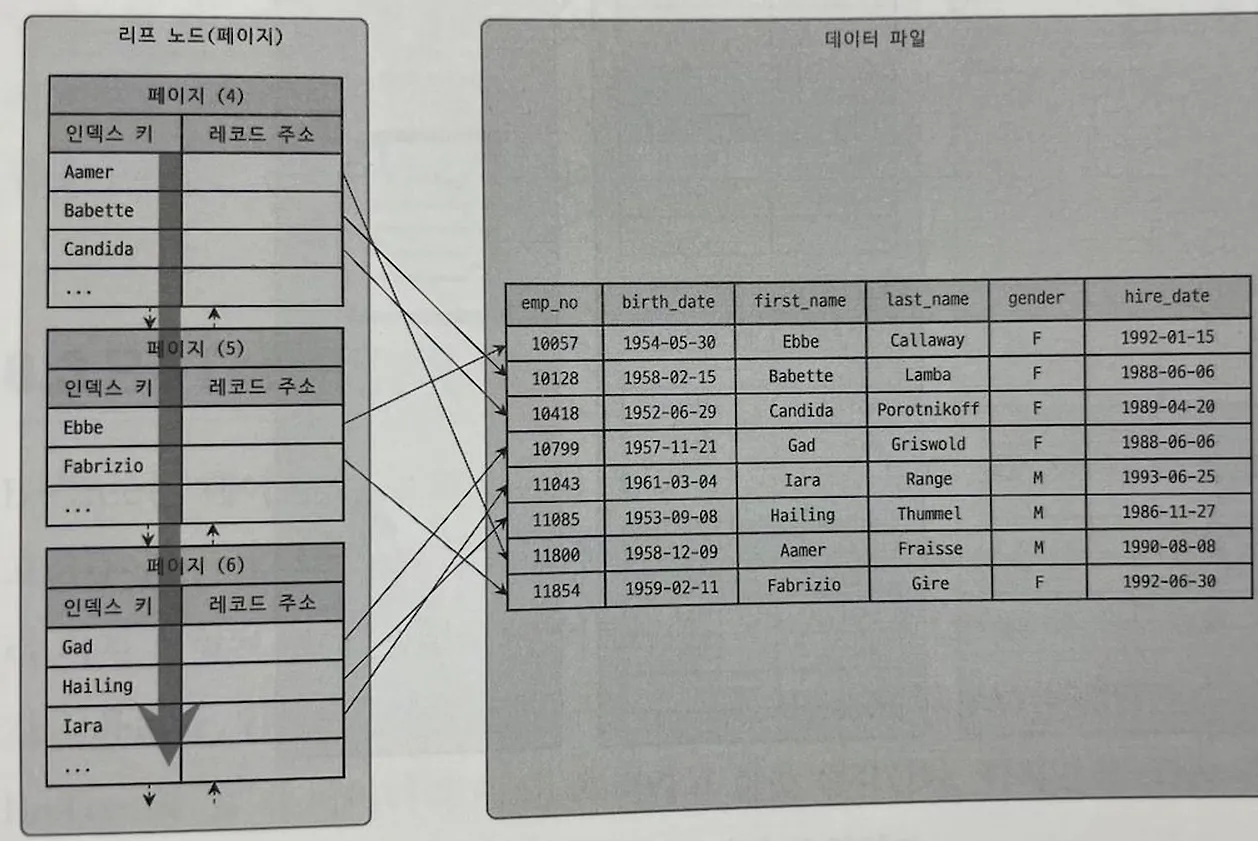 리프 노드(페이지)
페이지 (4)
인덱스 키 레코드 주소
Aamer
Babette
Candida
...
페이지 (5)
인덱스 키 레코드 주소
Ebbe
Fabrizio
...
페이지 (6)
인덱스 키 레코드 주소
Gad
Hailing
Iara
...
데이터 파일
emp_no birth_date first_name last_name gender hire_date
10057 1954-05-30 Ebbe Callaway F 1992-01-15
10128 1958-02-15 Babette Lamba F 1988-06-06
10418 1952-06-29 Candida Porotnikoff F 1989-04-20
10799 1957-11-21 Gad Griswold F 1988-06-06
11043 1961-03-04 Iara Range M 1993-06-25
11085 1953-09-08 Hailing Thummel M 1986-11-27
11800 1958-12-09 Aamer Fraisse M 1990-08-08
11854 1959-02-11 Fabrizio Gire F 1992-06-30